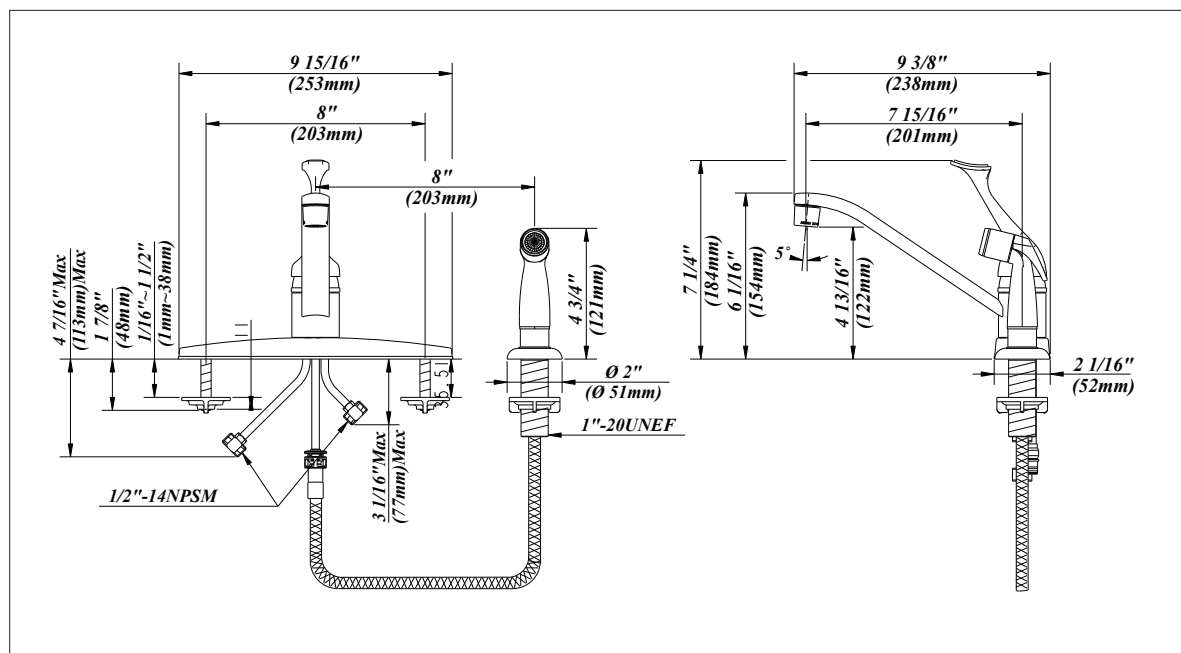 9 15/16"
(253mm)
8"
(203mm)
8"
(203mm)
4 7/16"Max
(113mm)Max
1 7/8"
(48mm)
1/16"~1 1/2"
(1mm~38mm)
11
51
35
4 3/4"
(121mm)
Ø 2"
(Ø 51mm)
1"-20UNEF
3 1/16"Max
(77mm)Max
1/2"-14NPSM
9 3/8"
(238mm)
7 15/16"
(201mm)
7 1/4"
(184mm)
6 1/16"
(154mm)
5°
4 13/16"
(122mm)
2 1/16"
(52mm)